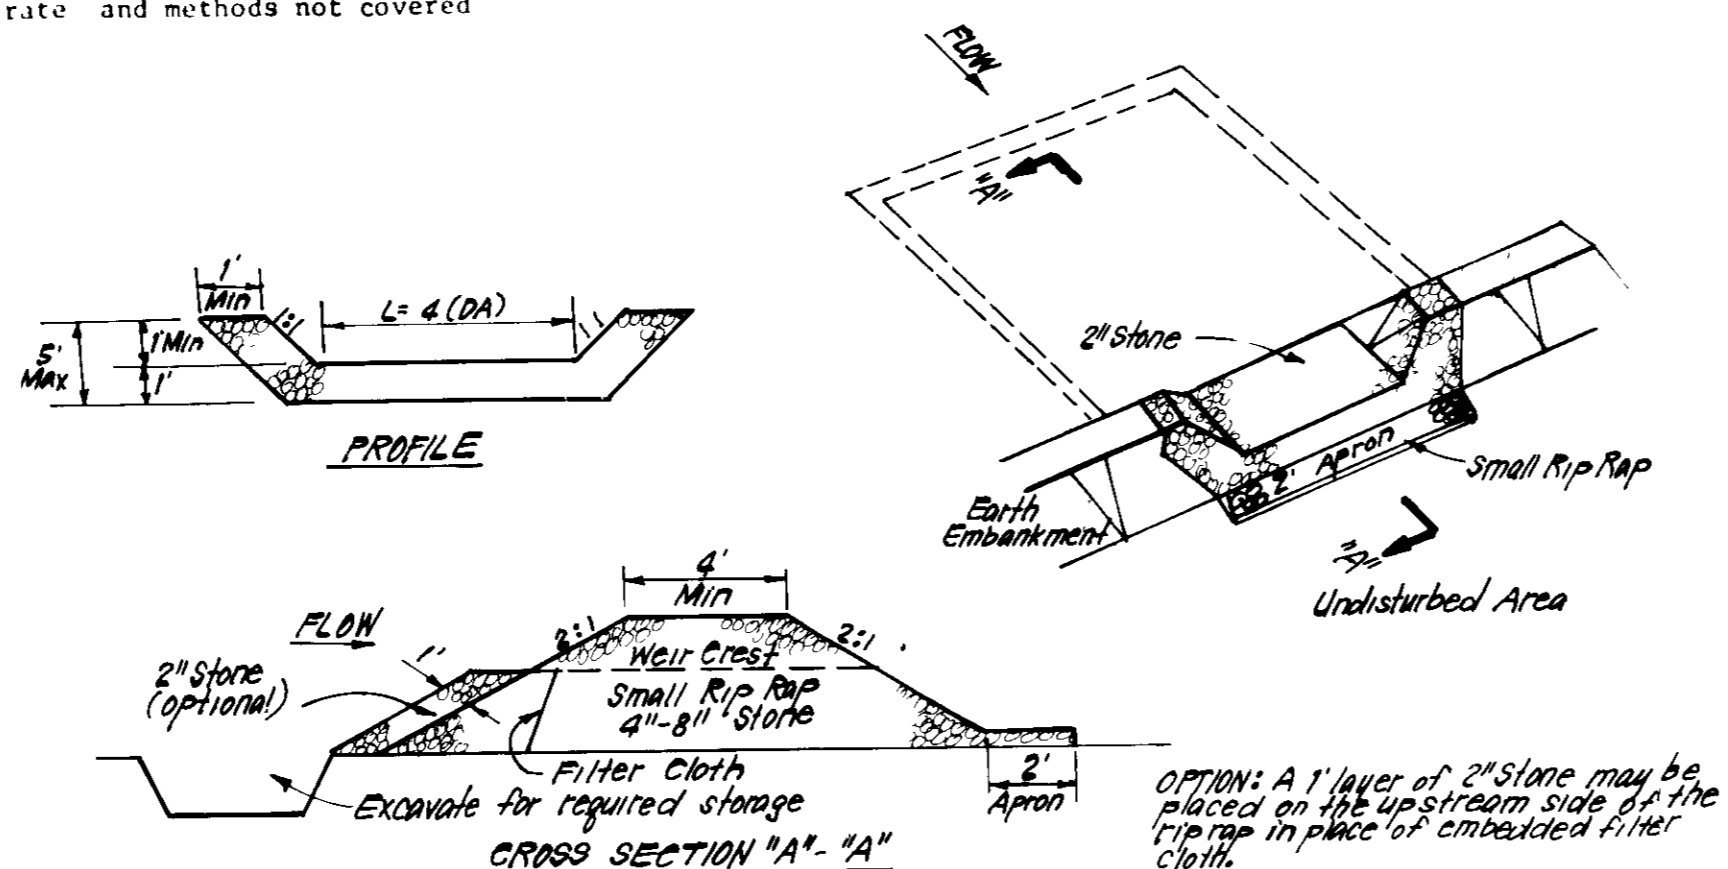 rate and methods not covered
FLOW
"A"
1'
Min
1:1
L= 4 (DA)
1:1
5'
Max
1' Min
1'
PROFILE
2" Stone
2' Apron
Small Rip Rap
Earth
Embankment
"A"
Undisturbed Area
4'
Min
FLOW
2:1
2:1
1'
2" Stone
(optional)
Weir Crest
Small Rip Rap
4"-8" Stone
Filter Cloth
Excavate for required storage
2'
Apron
CROSS SECTION "A"- "A"
OPTION: A 1' layer of 2" Stone may be
placed on the upstream side of the
rip rap in place of embedded filter
cloth.